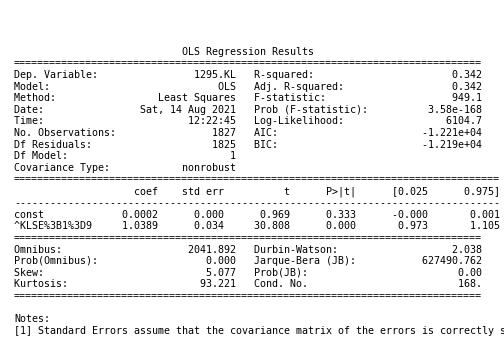 OLS Regression Results
==============================================================================
Dep. Variable: 1295.KL R-squared: 0.342
Model: OLS Adj. R-squared: 0.342
Method: Least Squares F-statistic: 949.1
Date: Sat, 14 Aug 2021 Prob (F-statistic): 3.58e-168
Time: 12:22:45 Log-Likelihood: 6104.7
No. Observations: 1827 AIC: -1.221e+04
Df Residuals: 1825 BIC: -1.219e+04
Df Model: 1
Covariance Type: nonrobust
=================================================================================
coef std err t P>|t| [0.025 0.975]
---------------------------------------------------------------------------------
const 0.0002 0.000 0.969 0.333 -0.000 0.001
^KLSE%3B1%3D9 1.0389 0.034 30.808 0.000 0.973 1.105
==============================================================================
Omnibus: 2041.892 Durbin-Watson: 2.038
Prob(Omnibus): 0.000 Jarque-Bera (JB): 627490.762
Skew: 5.077 Prob(JB): 0.00
Kurtosis: 93.221 Cond. No. 168.
==============================================================================
Notes:
[1] Standard Errors assume that the covariance matrix of the errors is correctly s